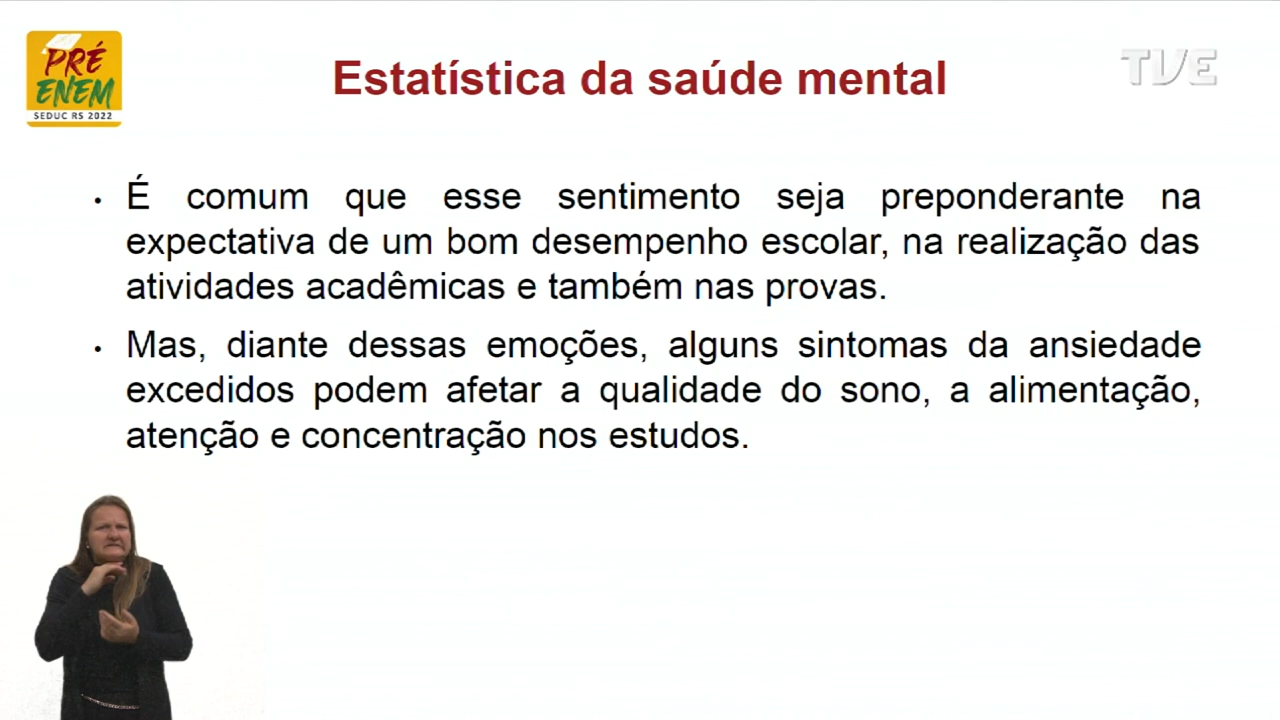 PRÉ
ENEM
SEDUC RS 2022
Estatística da saúde mental
TVE
• É comum que esse sentimento seja preponderante na
expectativa de um bom desempenho escolar, na realização das
atividades acadêmicas e também nas provas.
• Mas, diante dessas emoções, alguns sintomas da ansiedade
excedidos podem afetar a qualidade do sono, a alimentação,
atenção e concentração nos estudos.